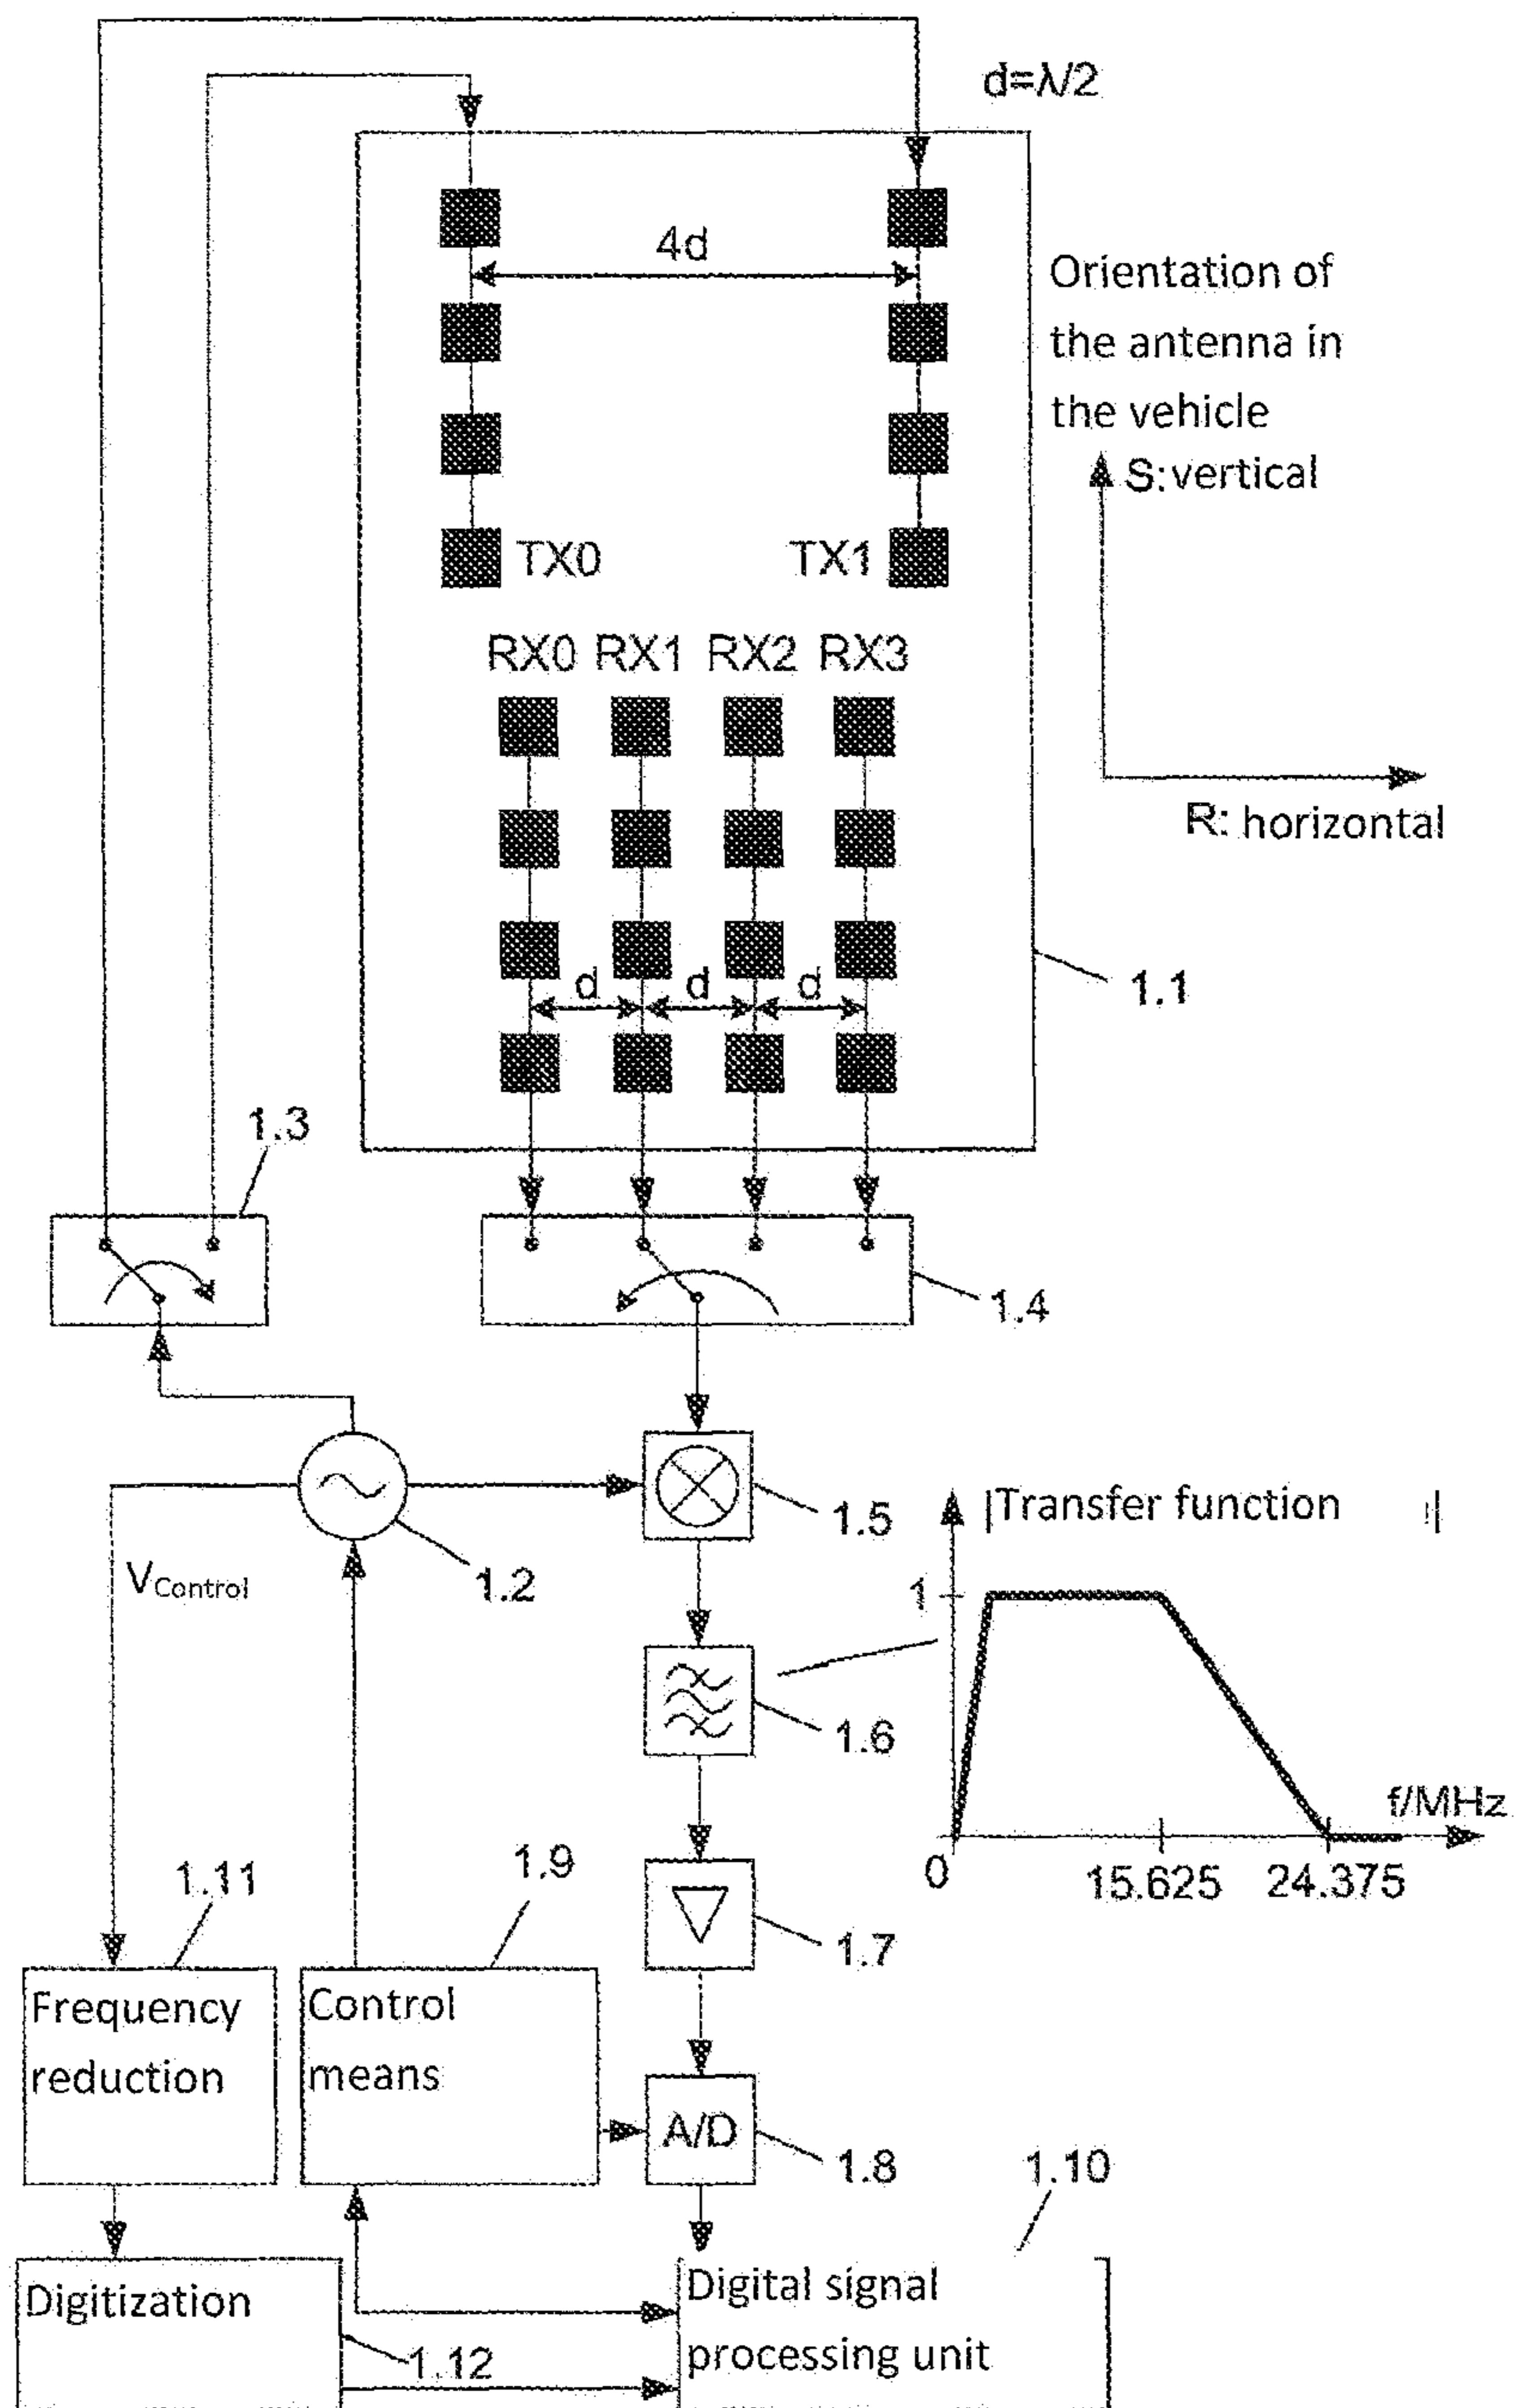 d=λ/2
4d
Orientation of
the antenna in
the vehicle
S: vertical
TX0 TX1
RX0 RX1 RX2 RX3
R: horizontal
d d d
1.1
1.3
1.4
1.5
|Transfer function |
VControl
1.2
1
1.6
f/MHz
0 15.625 24.375
1.11
1.9
1.7
Frequency
reduction
Control
means
A/D
1.8
1.10
Digitization
Digital signal
processing unit
1.12